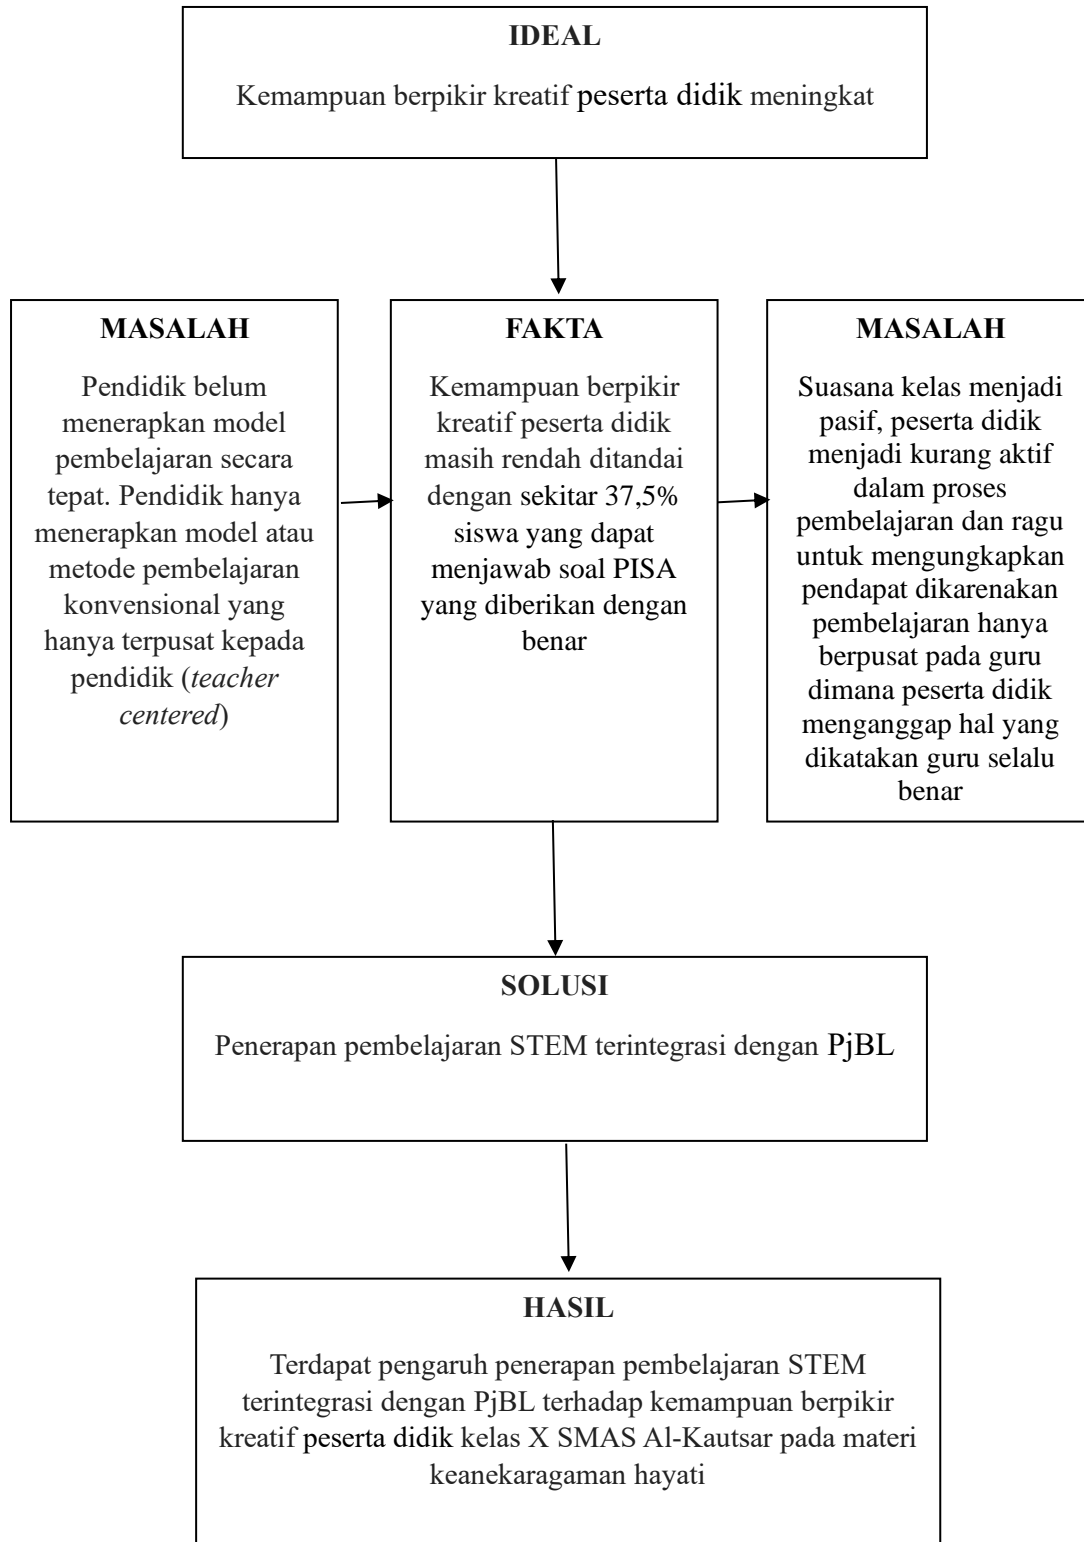 IDEAL
Kemampuan berpikir kreatif peserta didik meningkat
MASALAH
Pendidik belum
menerapkan model
pembelajaran secara
tepat. Pendidik hanya
menerapkan model atau
metode pembelajaran
konvensional yang
hanya terpusat kepada
pendidik (teacher
centered)
FAKTA
Kemampuan berpikir
kreatif peserta didik
masih rendah ditandai
dengan sekitar 37,5%
siswa yang dapat
menjawab soal PISA
yang diberikan dengan
benar
MASALAH
Suasana kelas menjadi
pasif, peserta didik
menjadi kurang aktif
dalam proses
pembelajaran dan ragu
untuk mengungkapkan
pendapat dikarenakan
pembelajaran hanya
berpusat pada guru
dimana peserta didik
menganggap hal yang
dikatakan guru selalu
benar
SOLUSI
Penerapan pembelajaran STEM terintegrasi dengan PjBL
HASIL
Terdapat pengaruh penerapan pembelajaran STEM
terintegrasi dengan PjBL terhadap kemampuan berpikir
kreatif peserta didik kelas X SMAS Al-Kautsar pada materi
keanekaragaman hayati